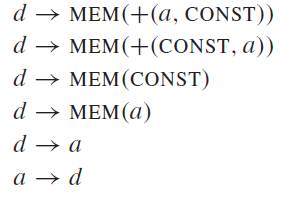 d → MEM(+(a, CONST))
d → MEM(+(CONST, a))
d → MEM(CONST)
d → MEM(a)
d → a
a → d